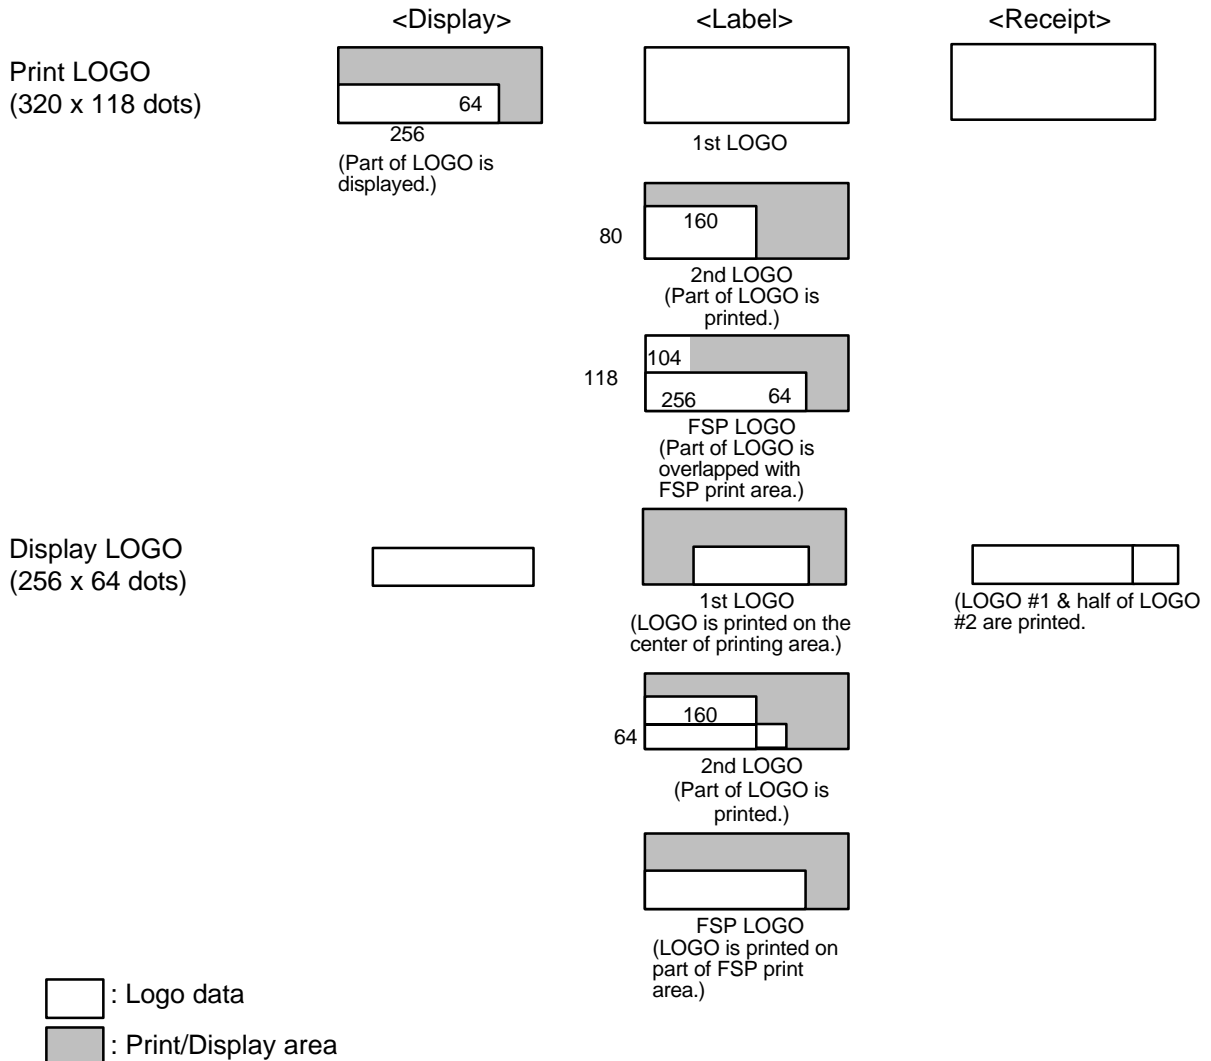 <Display>
<Label>
<Receipt>
Print LOGO
(320 x 118 dots)
64
256
(Part of LOGO is
displayed.)
1st LOGO
160
80
2nd LOGO
(Part of LOGO is
printed.)
104
118
256
64
FSP LOGO
(Part of LOGO is
overlapped with
FSP print area.)
Display LOGO
(256 x 64 dots)
1st LOGO
(LOGO is printed on the
center of printing area.)
(LOGO #1 & half of LOGO
#2 are printed.
160
64
2nd LOGO
(Part of LOGO is
printed.)
FSP LOGO
(LOGO is printed on
part of FSP print
area.)
: Logo data
: Print/Display area